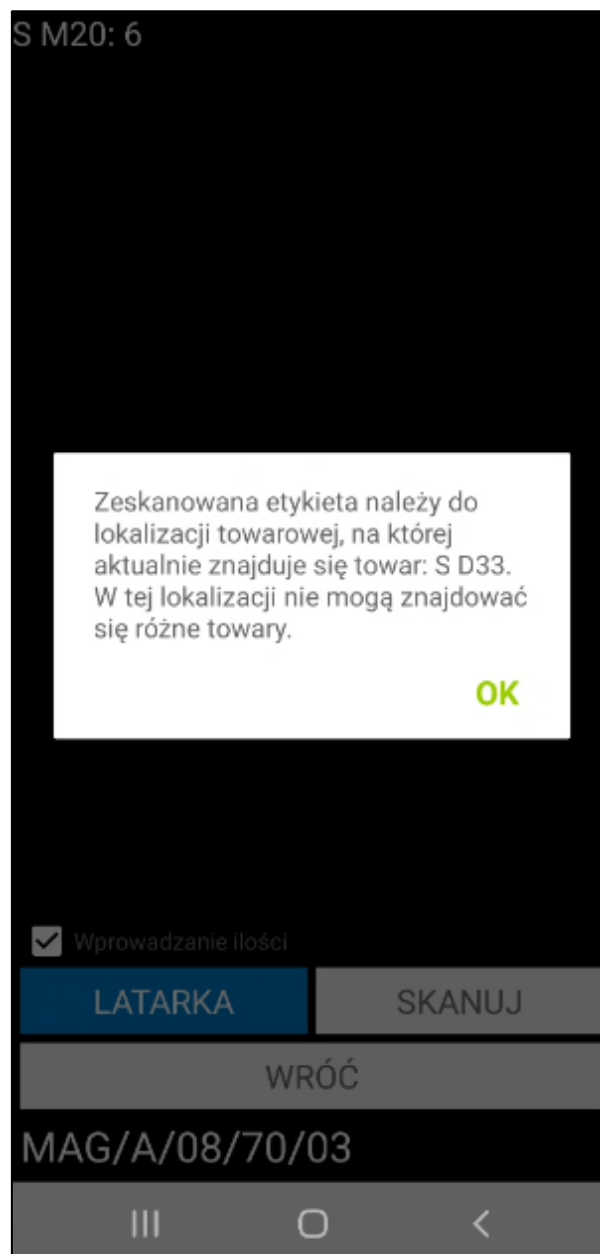 S M20: 6
Zeskanowana etykieta należy do
lokalizacji towarowej, na której
aktualnie znajduje się towar: S D33.
W tej lokalizacji nie mogą znajdować
się różne towary.
OK
Wprowadzanie ilości
LATARKA SKANUJ
WRÓĆ
MAG/A/08/70/03